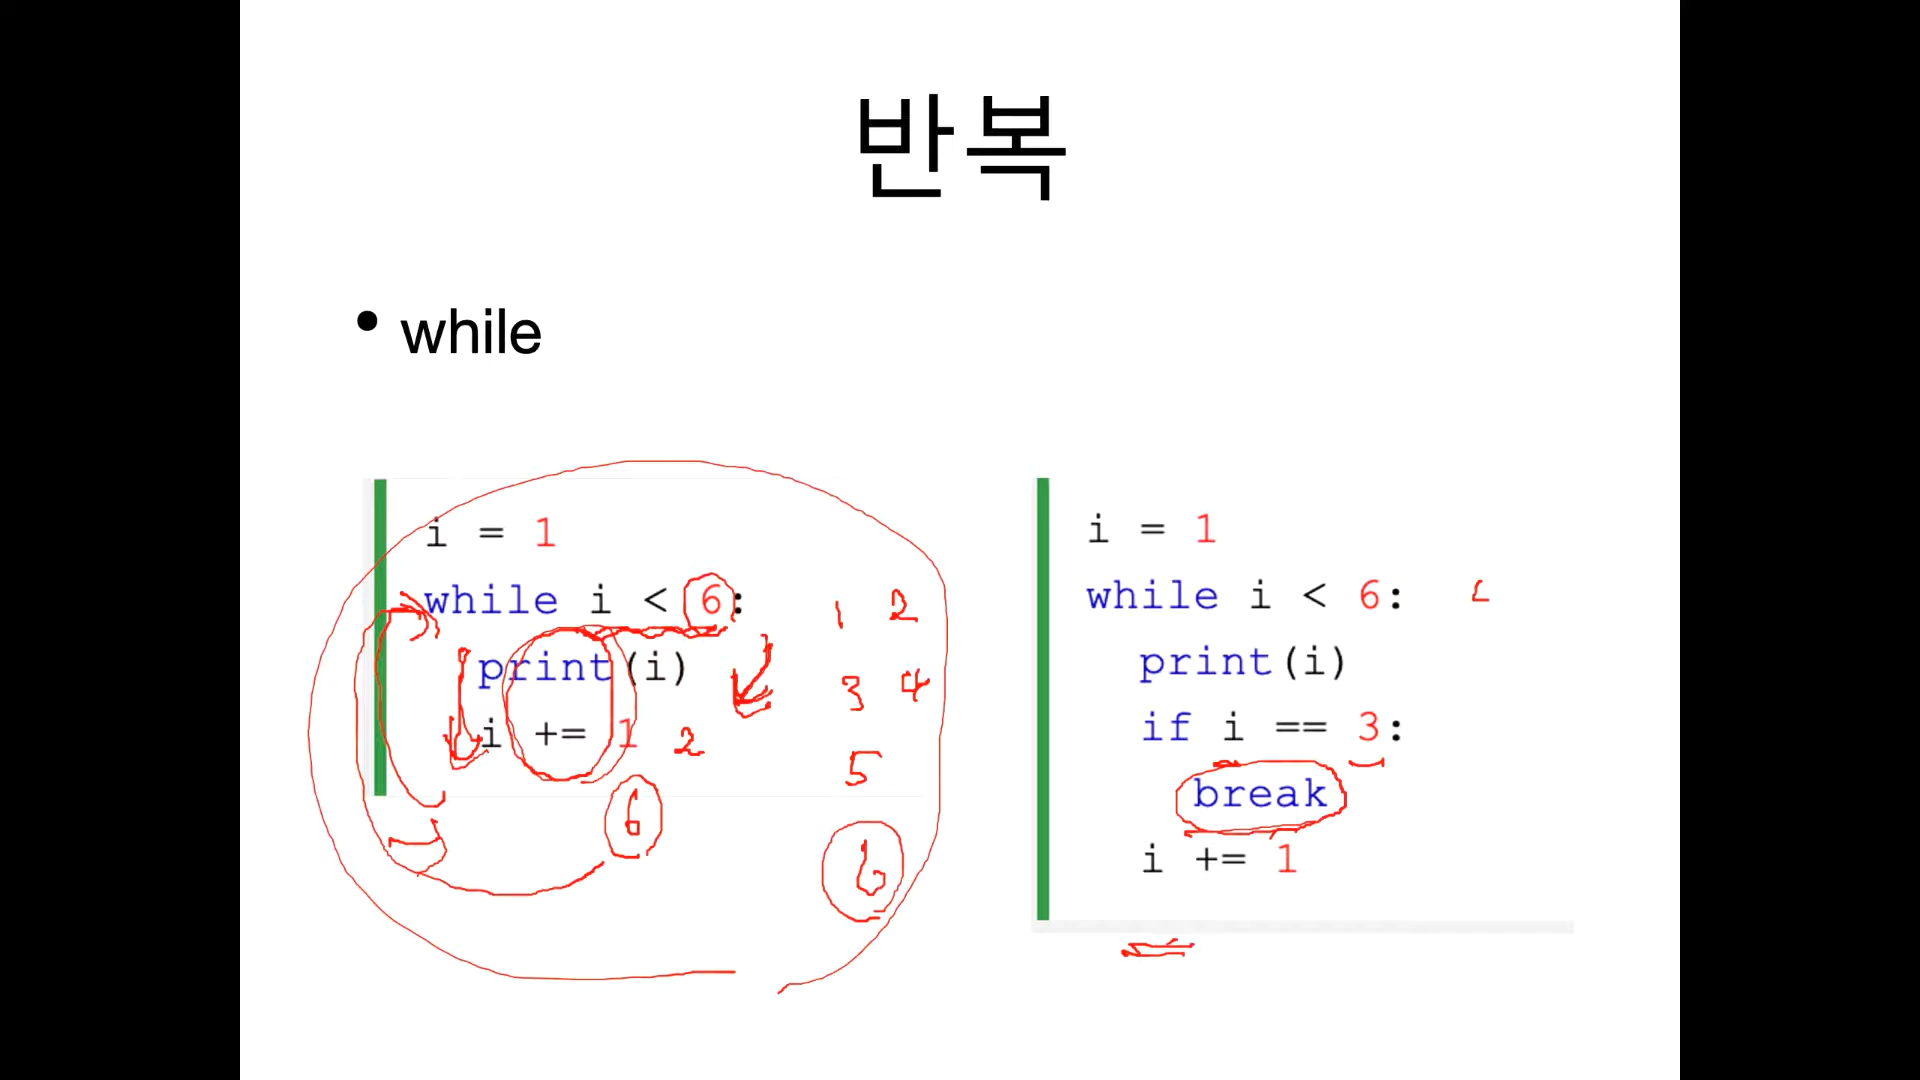 반복
• while
i = 1
while i < 6:
print(i)
i += 1
2
6
1 2
3 4
5
6
i = 1
while i < 6:
print(i)
if i == 3:
break
i += 1